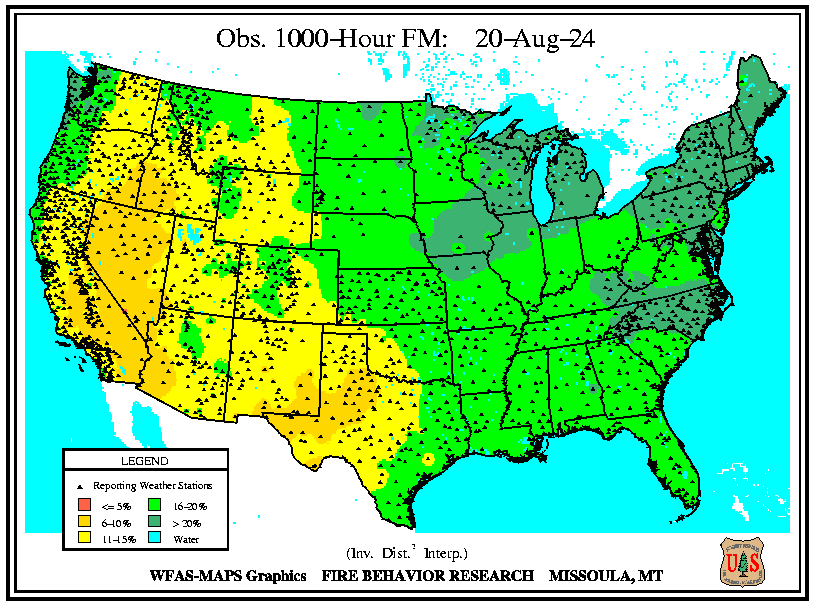 Obs. 1000-Hour FM: 20-Aug-24
LEGEND
Reporting Weather Stations
<= 5%
16-20%
6-10%
> 20%
11-15%
Water
(Inv. Dist.² Interp.)
WFAS-MAPS Graphics FIRE BEHAVIOR RESEARCH MISSOULA, MT
U S